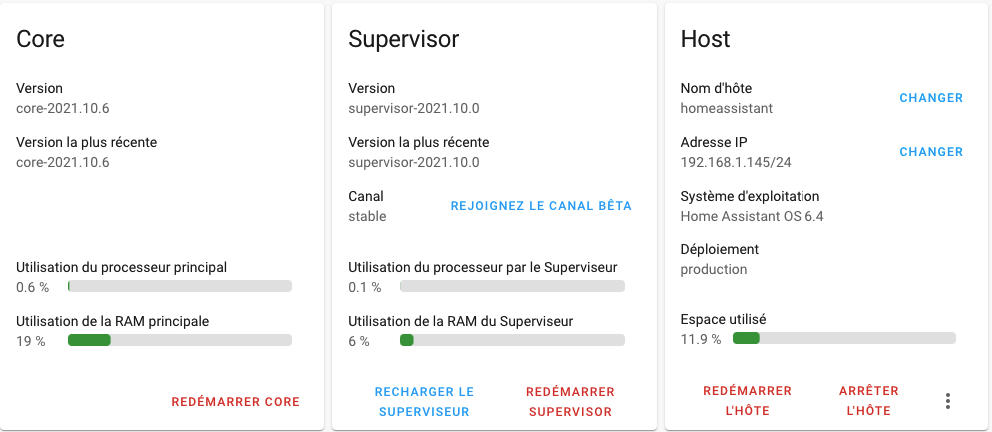 Core
Version
core-2021.10.6
Version la plus récente
core-2021.10.6
Utilisation du processeur principal
0.6 %
Utilisation de la RAM principale
19 %
REDÉMARRER CORE
Supervisor
Version
supervisor-2021.10.0
Version la plus récente
supervisor-2021.10.0
Canal
stable
REJOIGNEZ LE CANAL BÊTA
Utilisation du processeur par le Superviseur
0.1 %
Utilisation de la RAM du Superviseur
6 %
RECHARGER LE
SUPERVISEUR
REDÉMARRER
SUPERVISOR
Host
Nom d'hôte
homeassistant
CHANGER
Adresse IP
192.168.1.145/24
CHANGER
Système d'exploitation
Home Assistant OS 6.4
Déploiement
production
Espace utilisé
11.9 %
REDÉMARRER
L'HÔTE
ARRÊTER
L'HÔTE